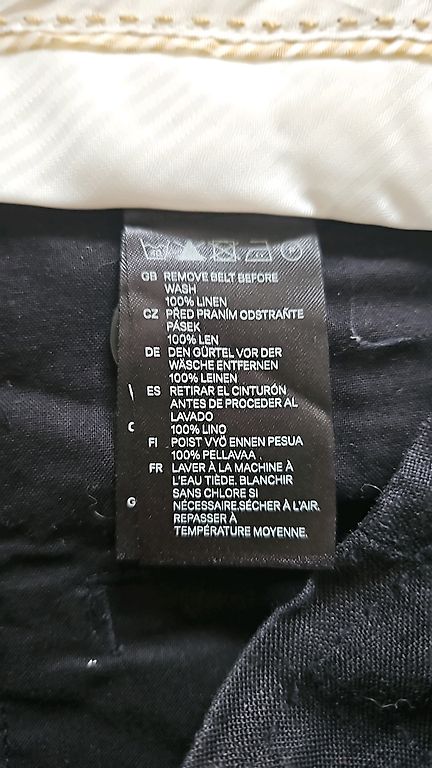 GB REMOVE BELT BEFORE
WASH
100% LINEN
CZ PŘED PRANÍM ODSTRAŇTE
PÁSEK
100% LEN
DE DEN GÜRTEL VOR DER
WÄSCHE ENTFERNEN
100% LEINEN
ES RETIRAR EL CINTURÓN
ANTES DE PROCEDER AL
LAVADO
100% LINO
FI POIST VYÖ ENNEN PESUA
100% PELLAVAA
FR LAVER À LA MACHINE À
L'EAU TIÈDE. BLANCHIR
SANS CHLORE SI
NÉCESSAIRE.SÉCHER À L'AIR.
REPASSER À
TEMPÉRATURE MOYENNE.
G